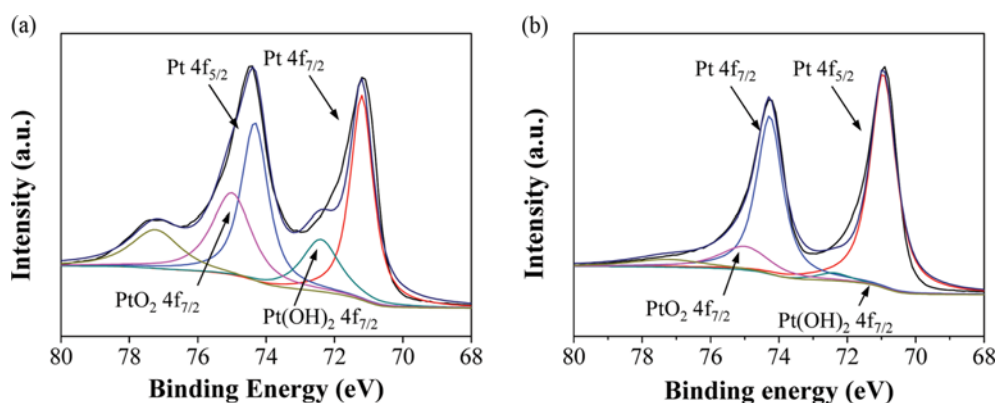 (a)
Pt 4f5/2
Pt 4f7/2
PtO2 4f7/2
Pt(OH)2 4f7/2
Intensity (a.u.)
80 78 76 74 72 70 68
Binding Energy (eV)
(b)
Pt 4f7/2
Pt 4f5/2
PtO2 4f7/2
Pt(OH)2 4f7/2
Intensity (a.u.)
80 78 76 74 72 70 68
Binding energy (eV)